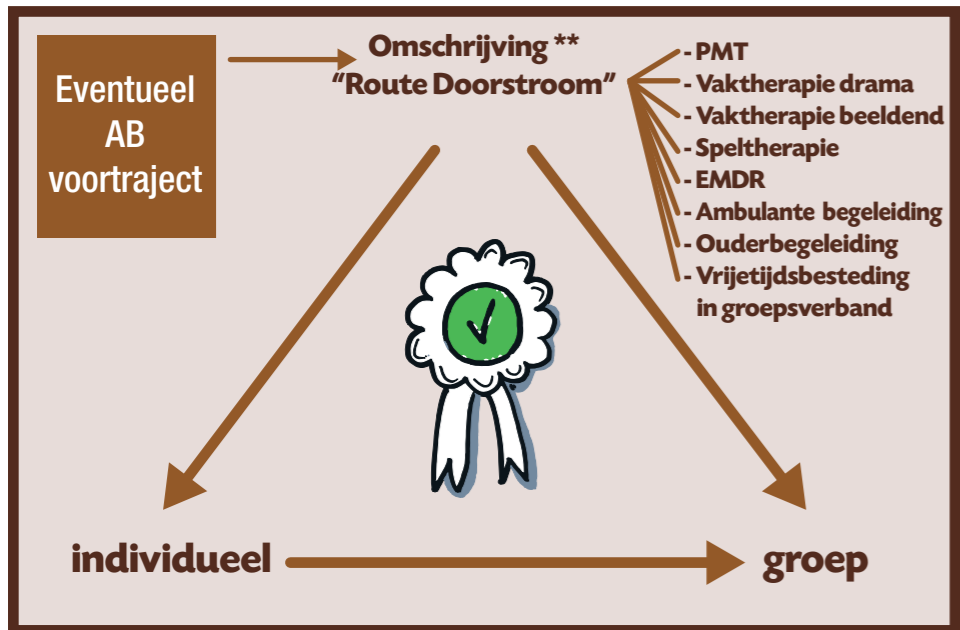 Eventueel
AB
voortraject
Omschrijving **
"Route Doorstroom"
- PMT
- Vaktherapie drama
- Vaktherapie beeldend
- Speltherapie
- EMDR
- Ambulante begeleiding
- Ouderbegeleiding
- Vrijetijdsbesteding
in groepsverband
individueel
groep